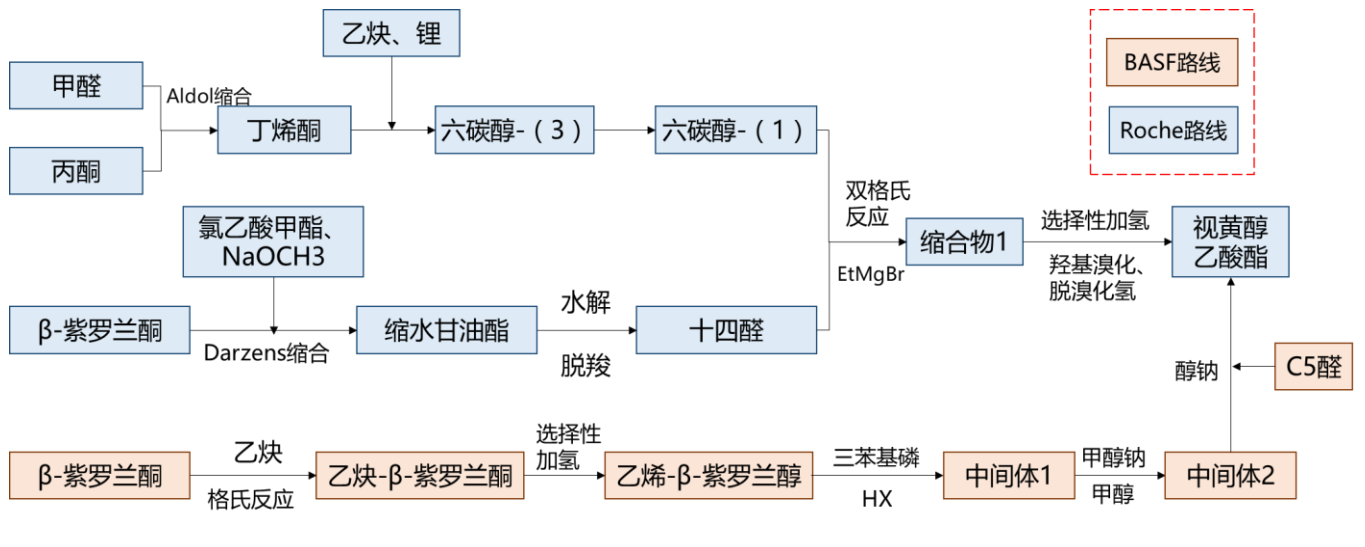 乙炔、锂
BASF路线
Roche路线
甲醛
Aldol缩合
丙酮
丁烯酮
六碳醇-（3）
六碳醇-（1）
氯乙酸甲酯、
NaOCH3
β-紫罗兰酮
Darzens缩合
缩水甘油酯
水解
脱羧
十四醛
双格氏
反应
EtMgBr
缩合物1
选择性加氢
羟基溴化、
脱溴化氢
视黄醇
乙酸酯
醇钠
C5醛
β-紫罗兰酮
乙炔
格氏反应
乙炔-β-紫罗兰酮
选择性
加氢
乙烯-β-紫罗兰醇
三苯基磷
HX
中间体1
甲醇钠
甲醇
中间体2